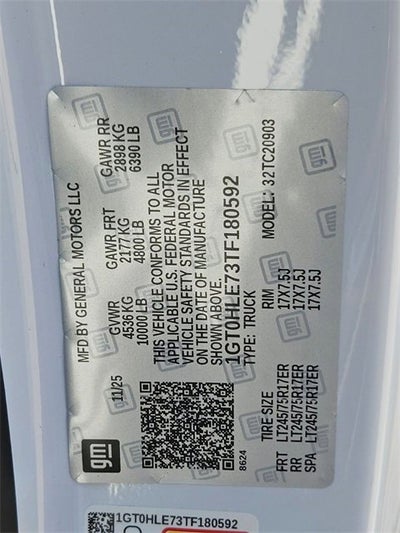 MFD BY GENERAL MOTORS LLC
11/25
GVWR GAWR FRT GAWR RR
4536 KG 2177 KG 2898 KG
10000 LB 4800 LB 6390 LB
THIS VEHICLE CONFORMS TO ALL
APPLICABLE U.S. FEDERAL MOTOR
VEHICLE SAFETY STANDARDS IN EFFECT
ON THE DATE OF MANUFACTURE
SHOWN ABOVE.
1GT0HLE73TF180592
TYPE: TRUCK MODEL: 32TC20903
8624
TIRE SIZE RIM
FRT LT245/75R17ER 17X7.5J
RR LT245/75R17ER 17X7.5J
SPA LT245/75R17ER 17X7.5J
gm
1GT0HLE73TF180592